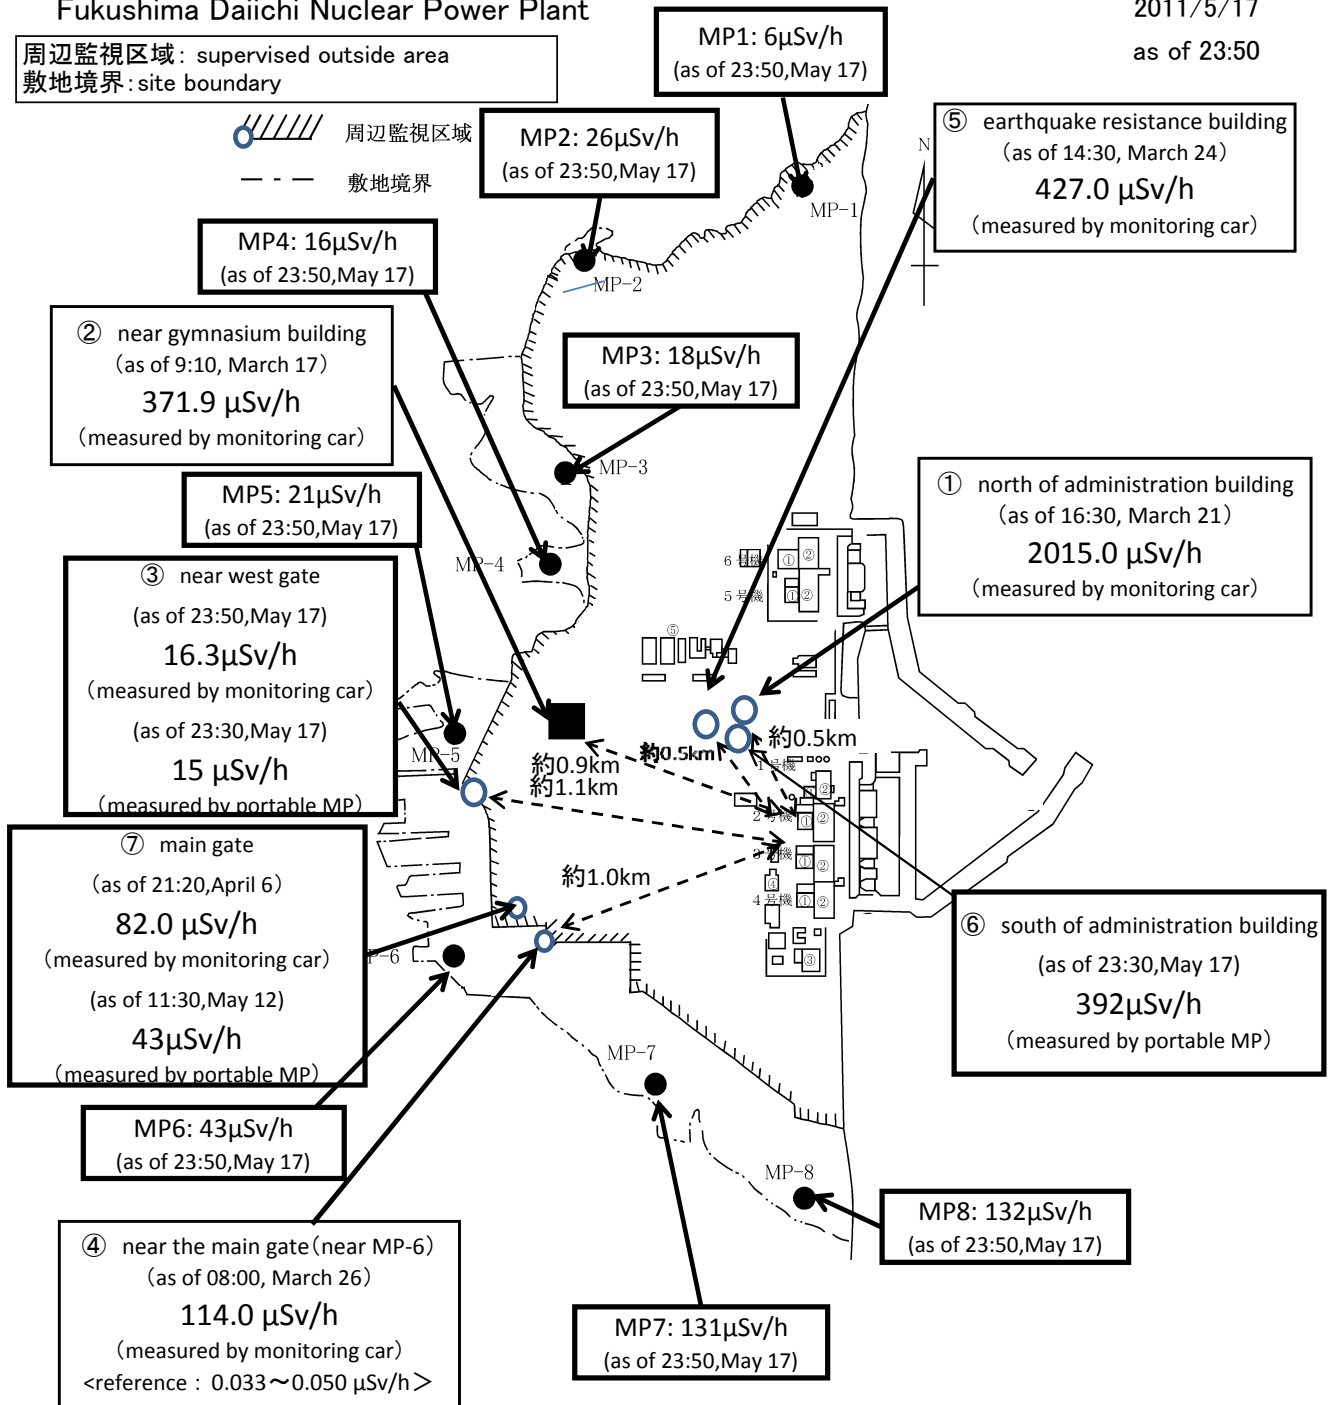 Fukushima Daiichi Nuclear Power Plant
2011/5/17
as of 23:50
周辺監視区域: supervised outside area
敷地境界:site boundary
周辺監視区域
敷地境界
MP1: 6μSv/h
(as of 23:50,May 17)
MP2: 26μSv/h
(as of 23:50,May 17)
⑤ earthquake resistance building
(as of 14:30, March 24)
427.0 μSv/h
(measured by monitoring car)
N
MP-1
MP4: 16μSv/h
(as of 23:50,May 17)
MP-2
② near gymnasium building
(as of 9:10, March 17)
371.9 μSv/h
(measured by monitoring car)
MP3: 18μSv/h
(as of 23:50,May 17)
MP-3
MP5: 21μSv/h
(as of 23:50,May 17)
① north of administration building
(as of 16:30, March 21)
2015.0 μSv/h
(measured by monitoring car)
MP-4
③ near west gate
(as of 23:50,May 17)
16.3μSv/h
(measured by monitoring car)
(as of 23:30,May 17)
15 μSv/h
(measured by portable MP)
6号機
① ②
5号機
① ②
⑤
MP-5
約0.9km
約1.1km
約0.5km
約0.5km
1号機
②
2号機
① ②
3号機
① ②
④
4号機
① ②
③
約1.0km
⑦ main gate
(as of 21:20,April 6)
82.0 μSv/h
(measured by monitoring car)
(as of 11:30,May 12)
43μSv/h
(measured by portable MP)
P-6
⑥ south of administration building
(as of 23:30,May 17)
392μSv/h
(measured by portable MP)
MP-7
MP6: 43μSv/h
(as of 23:50,May 17)
MP-8
MP8: 132μSv/h
(as of 23:50,May 17)
④ near the main gate(near MP-6)
(as of 08:00, March 26)
114.0 μSv/h
(measured by monitoring car)
<reference : 0.033～0.050 μSv/h>
MP7: 131μSv/h
(as of 23:50,May 17)